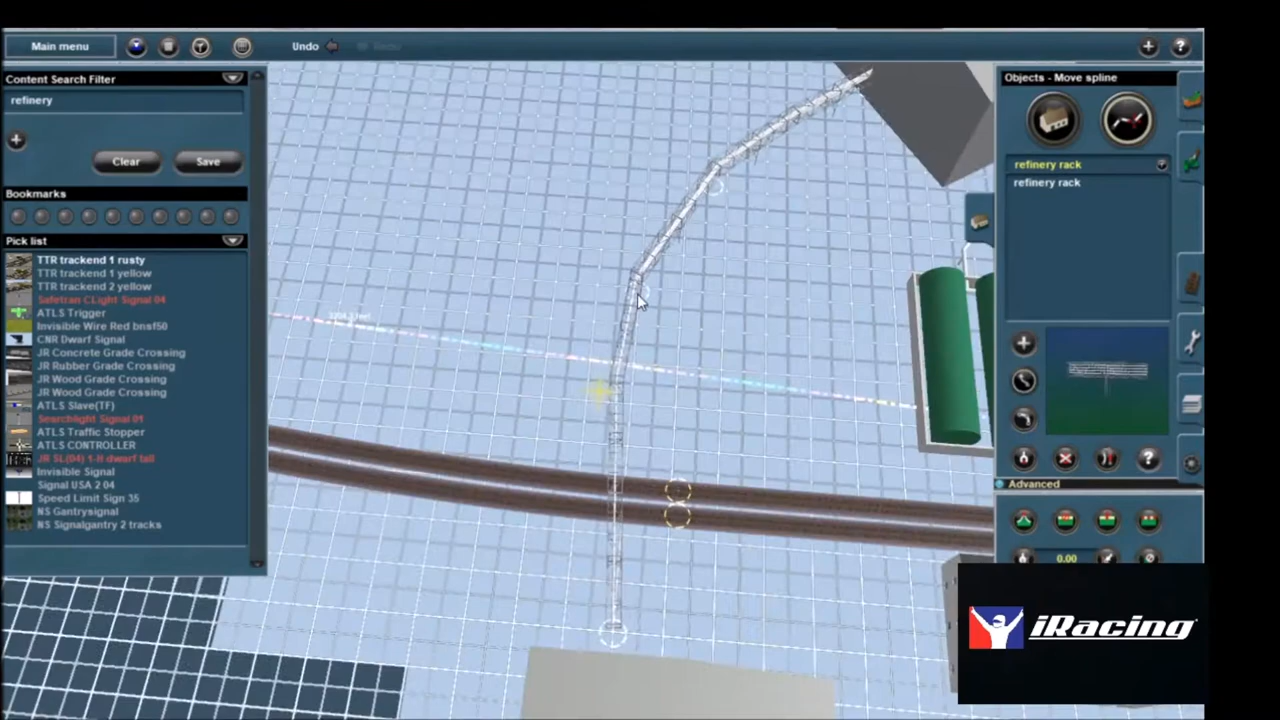 Main menu
Undo
Redo
Content Search Filter
refinery
Clear
Save
Bookmarks
Pick list
TTR trackend 1 rusty
TTR trackend 1 yellow
TTR trackend 2 yellow
Safetran CLight Signal 04
ATLS Trigger
Invisible Wire Red bnsf50
CNR Dwarf Signal
JR Concrete Grade Crossing
JR Rubber Grade Crossing
JR Wood Grade Crossing
JR Wood Grade Crossing
ATLS Slave(TF)
Searchlight Signal 01
ATLS Traffic Stopper
ATLS CONTROLLER
JR SL(04) 1-H dwarf tall
Invisible Signal
Signal USA 2 04
Speed Limit Sign 35
NS Gantrysignal
NS Signalgantry 2 tracks
Objects - Move spline
refinery rack
refinery rack
Advanced
0.00
iRacing